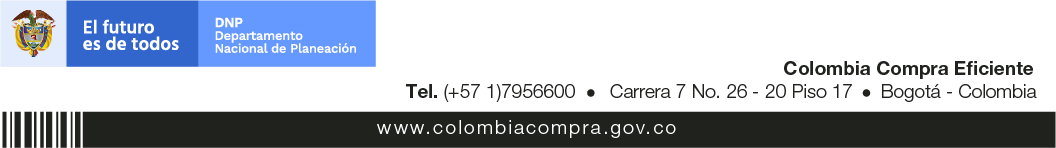 El futuro
es de todos
DNP
Departamento
Nacional de Planeación
Colombia Compra Eficiente
Tel. (+57 1)7956600 • Carrera 7 No. 26 - 20 Piso 17 • Bogotá - Colombia
www.colombiacompra.gov.co